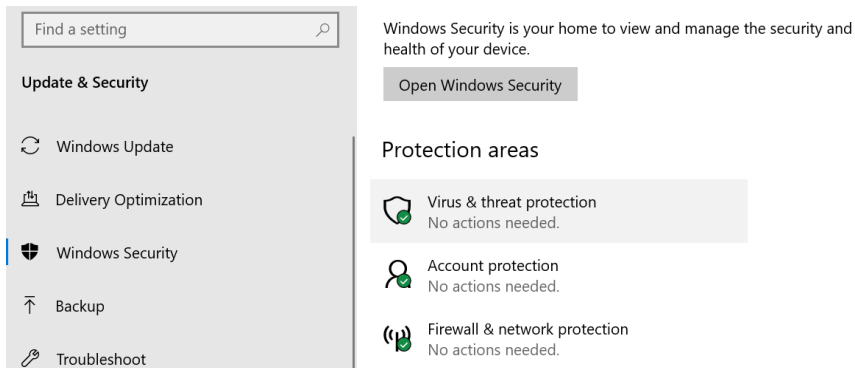 Find a setting
Update & Security
Windows Update
Delivery Optimization
Windows Security
Backup
Troubleshoot
Windows Security is your home to view and manage the security and
health of your device.
Open Windows Security
Protection areas
Virus & threat protection
No actions needed.
Account protection
No actions needed.
Firewall & network protection
No actions needed.